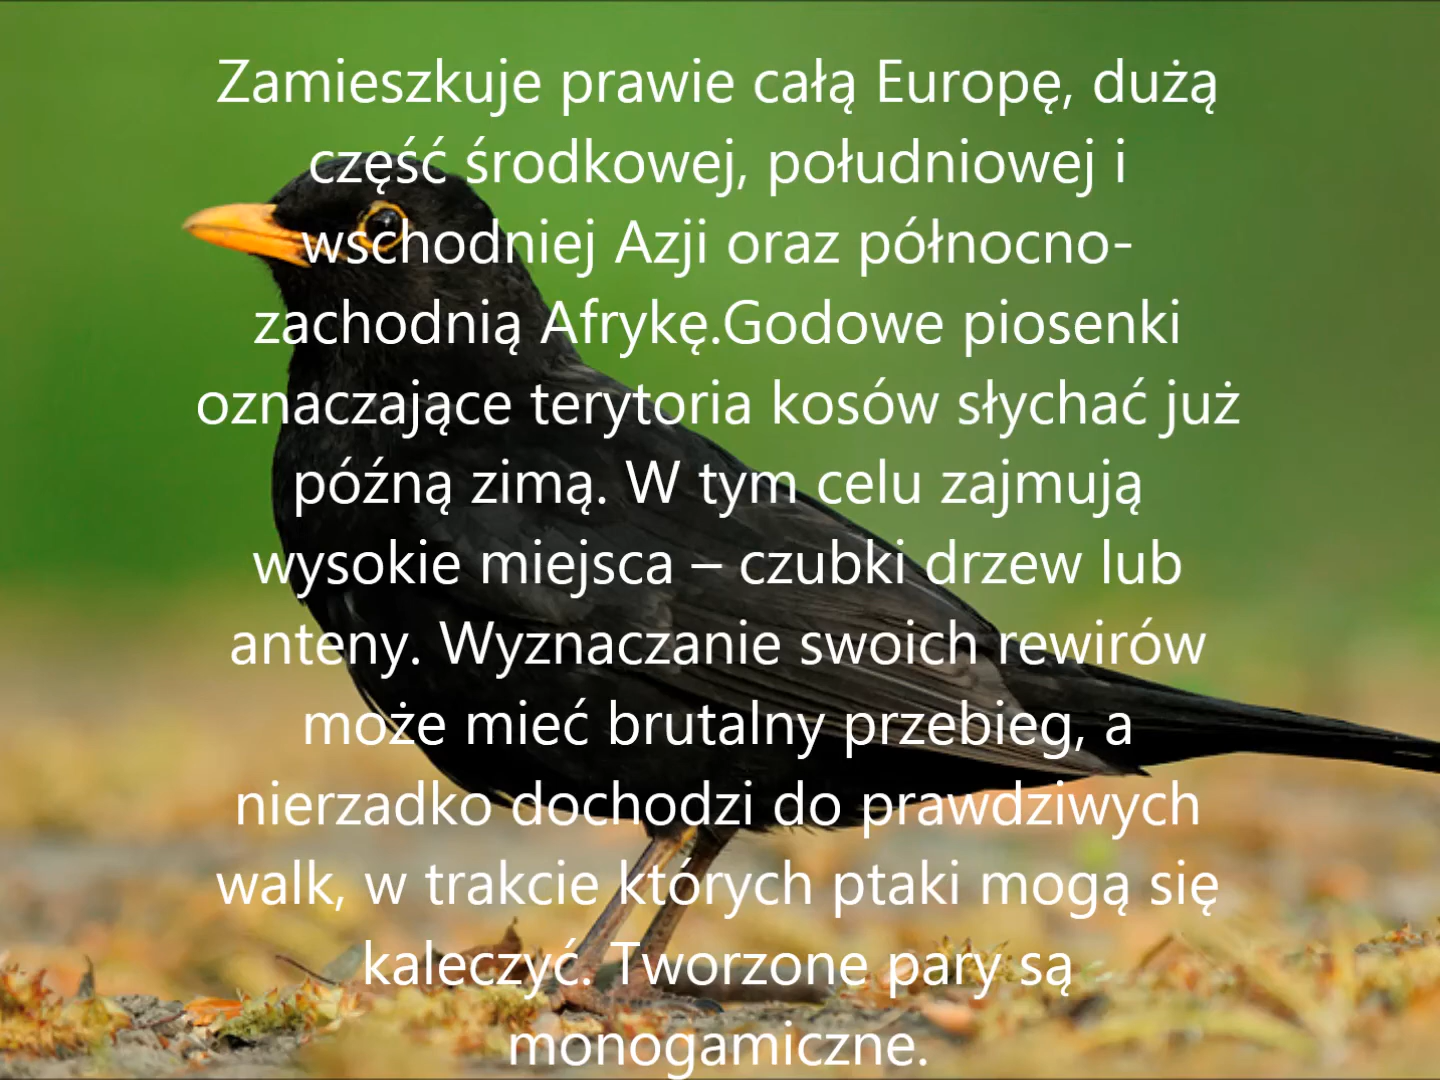 Zamieszkuje prawie całą Europę, dużą
część środkowej, południowej i
wschodniej Azji oraz północno-
zachodnią Afrykę.Godowe piosenki
oznaczające terytoria kosów słychać już
późną zimą. W tym celu zajmują
wysokie miejsca – czubki drzew lub
anteny. Wyznaczanie swoich rewirów
może mieć brutalny przebieg, a
nierzadko dochodzi do prawdziwych
walk, w trakcie których ptaki mogą się
kaleczyć. Tworzone pary są
monogamiczne.